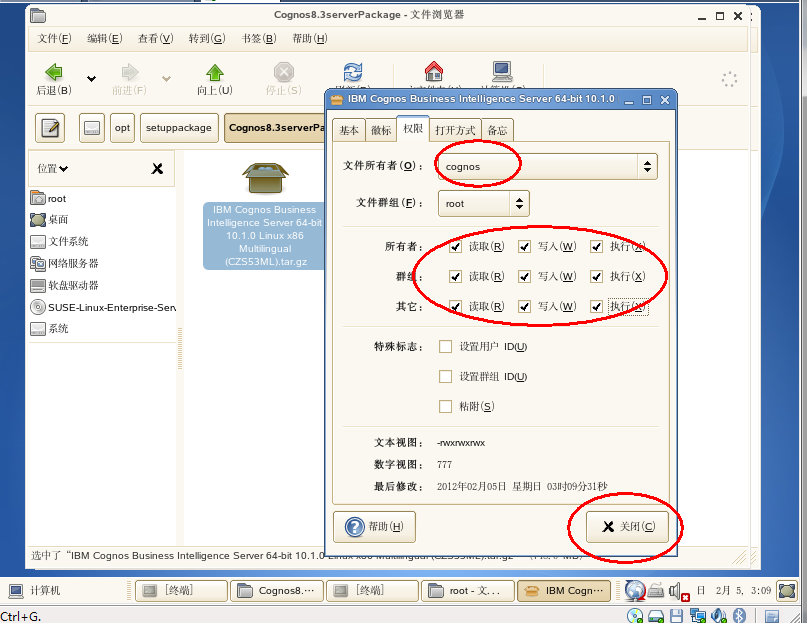 Cognos8.3serverPackage - 文件浏览器
文件(F) 编辑(E) 查看(V) 转到(G) 书签(B) 帮助(H)
后退(B) 前进(F) 向上(U) 停止(S)
opt setuppackage Cognos8.3serverPa
位置
root
桌面
文件系统
网络服务器
软盘驱动器
SUSE-Linux-Enterprise-Serv
系统
IBM Cognos Business
Intelligence Server 64-bit
10.1.0 Linux x86
Multilingual
(CZS53ML).tar.gz
IBM Cognos Business Intelligence Server 64-bit 10.1.0
基本 徽标 权限 打开方式 备忘
文件所有者(O)： cognos
文件群组(F)： root
所有者： 读取(R) 写入(W) 执行(X)
群组： 读取(R) 写入(W) 执行(X)
其它： 读取(R) 写入(W) 执行(X)
特殊标志： 设置用户 ID(U)
设置群组 ID(U)
粘附(S)
文本视图： -rwxrwxrwx
数字视图： 777
最后修改： 2012年02月05日 星期日 03时09分31秒
帮助(H) 关闭(C)
选中了“IBM Cognos Business Intelligence Server 64-bit 10.1.0
计算机 [终端] Cognos8.… [终端] root - 文… IBM Cogn… 日 2月 5, 3:09
Ctrl+G.